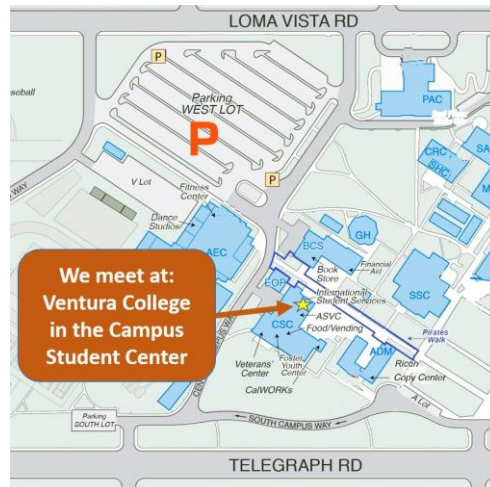 LOMA VISTA RD
P
Parking
WEST LOT
P
PAC
seball
CRC
SHC
SA
M
P
V Lot
Fitness
Center
Dance
Studios
AEC
WAY
GH
BCS
Financial
Aid
Book
Store
EOP
International
Student Services
SSC
We meet at:
Ventura College
in the Campus
Student Center
ASVC
CSC
Food/Vending
Pirates
Walk
Veterans'
Center
Foster
Youth
Center
CalWORKs
ADM
Ricoh
Copy Center
A Lot
Parking
SOUTH LOT
SOUTH CAMPUS WAY
TELEGRAPH RD